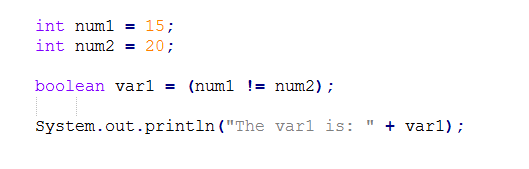 int num1 = 15;
int num2 = 20;
boolean var1 = (num1 != num2);
System.out.println("The var1 is: " + var1);